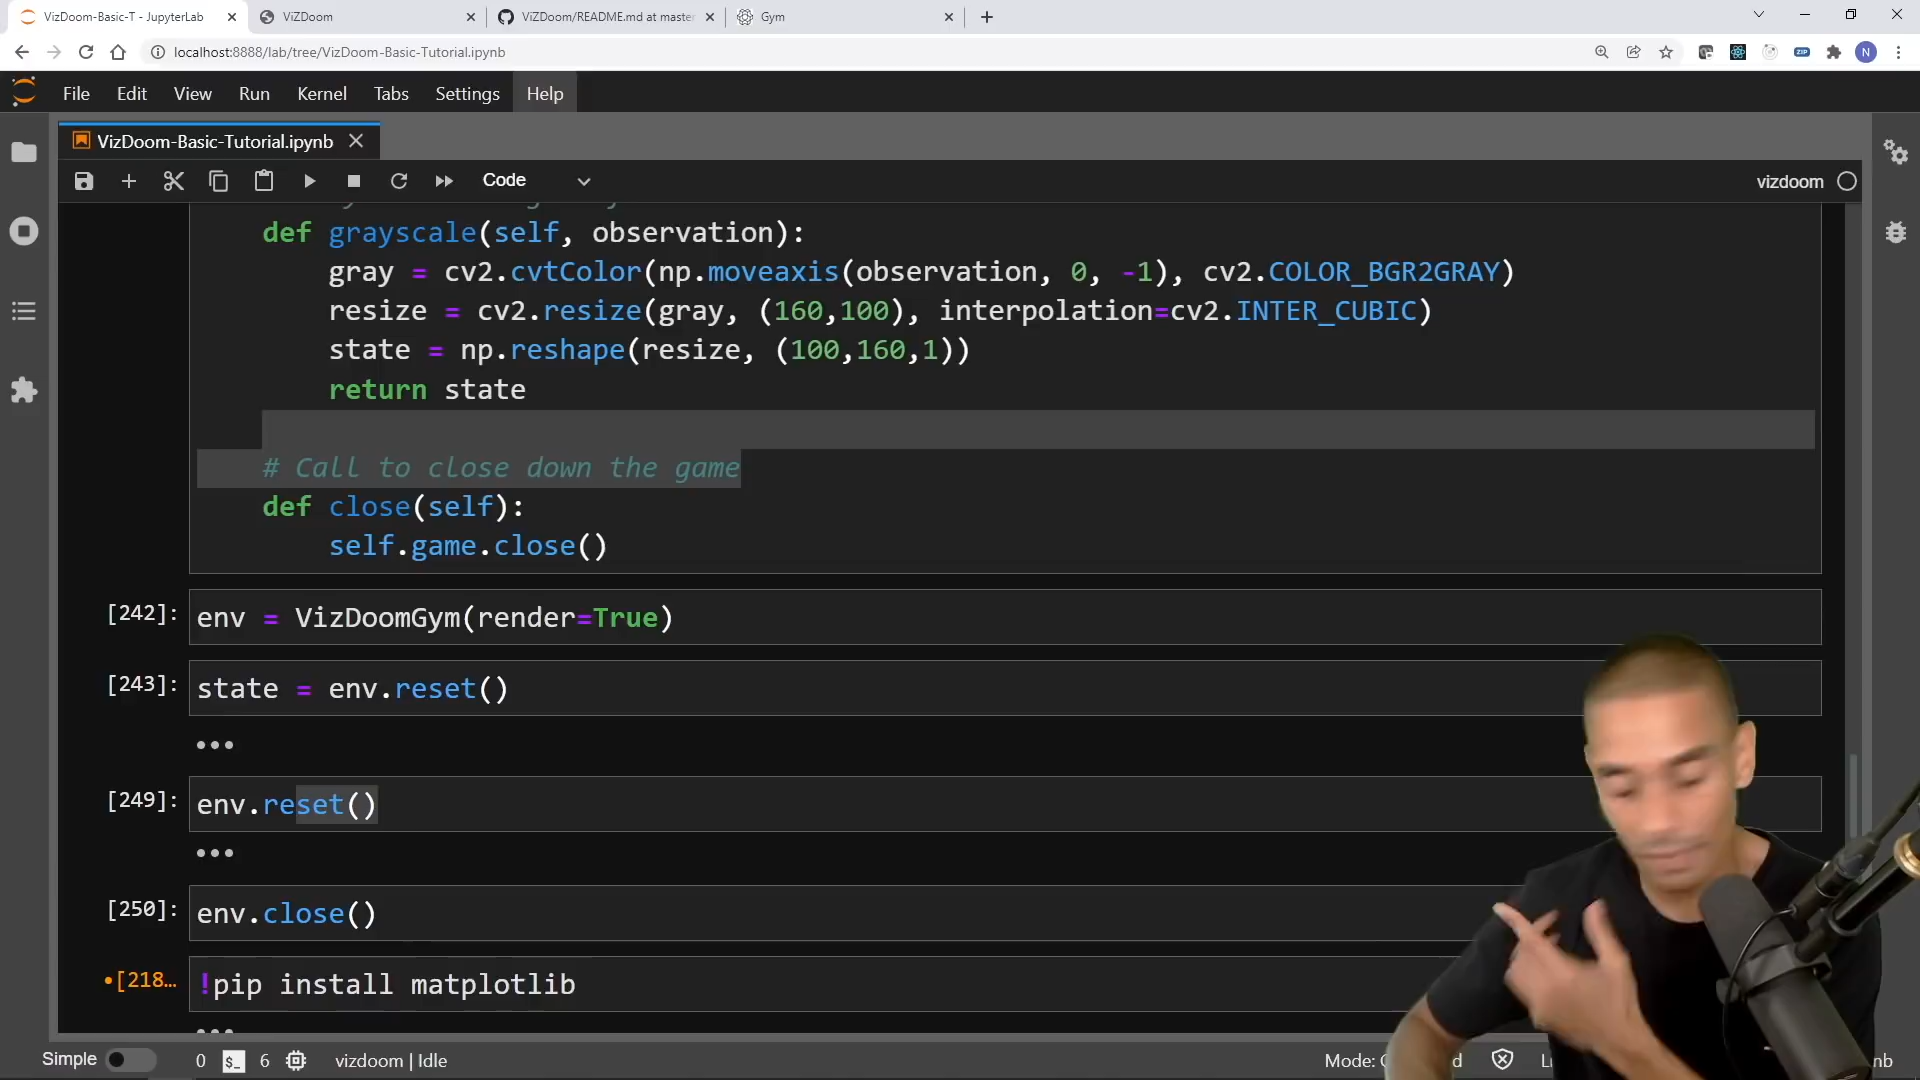 VizDoom-Basic-T - JupyterLab
ViZDoom
ViZDoom/README.md at master
Gym
localhost:8888/lab/tree/VizDoom-Basic-Tutorial.ipynb
ZIP
N
File Edit View Run Kernel Tabs Settings Help
VizDoom-Basic-Tutorial.ipynb
Code
vizdoom
def grayscale(self, observation):
gray = cv2.cvtColor(np.moveaxis(observation, 0, -1), cv2.COLOR_BGR2GRAY)
resize = cv2.resize(gray, (160,100), interpolation=cv2.INTER_CUBIC)
state = np.reshape(resize, (100,160,1))
return state
# Call to close down the game
def close(self):
self.game.close()
[242]: env = VizDoomGym(render=True)
[243]: state = env.reset()
[249]: env.reset()
[250]: env.close()
•[218… !pip install matplotlib
Simple 0 $_ 6 vizdoom | Idle Mode: